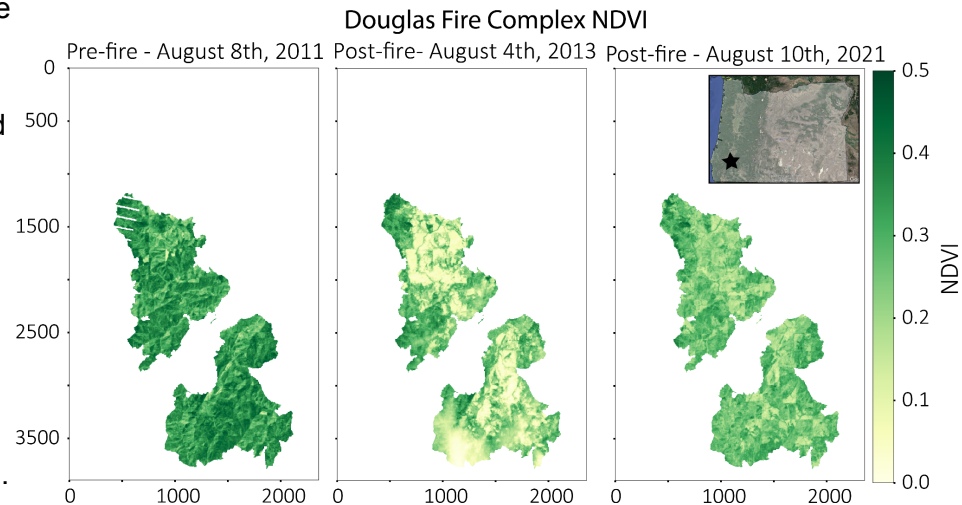 e
d
.
Douglas Fire Complex NDVI
Pre-fire - August 8th, 2011
Post-fire- August 4th, 2013
Post-fire - August 10th, 2021
0
500
1500
2500
3500
0 1000 2000
0 1000 2000
0 1000 2000
0.5
0.4
0.3
0.2
0.1
0.0
NDVI